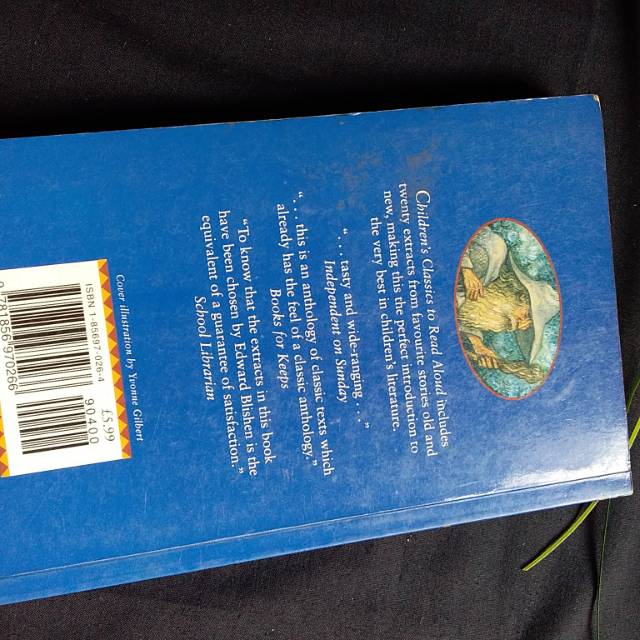 Children's Classics to Read Aloud includes
twenty extracts from favourite stories old and
new, making this the perfect introduction to
the very best in children's literature.
“. . . tasty and wide-ranging . . .”
Independent on Sunday
“. . . this is an anthology of classic texts which
already has the feel of a classic anthology.”
Books for Keeps
“To know that the extracts in this book
have been chosen by Edward Blishen is the
equivalent of a guarantee of satisfaction.”
School Librarian
Cover illustration by Yvonne Gilbert
£5.99
ISBN 1-85697-026-4
90400
9781856970266